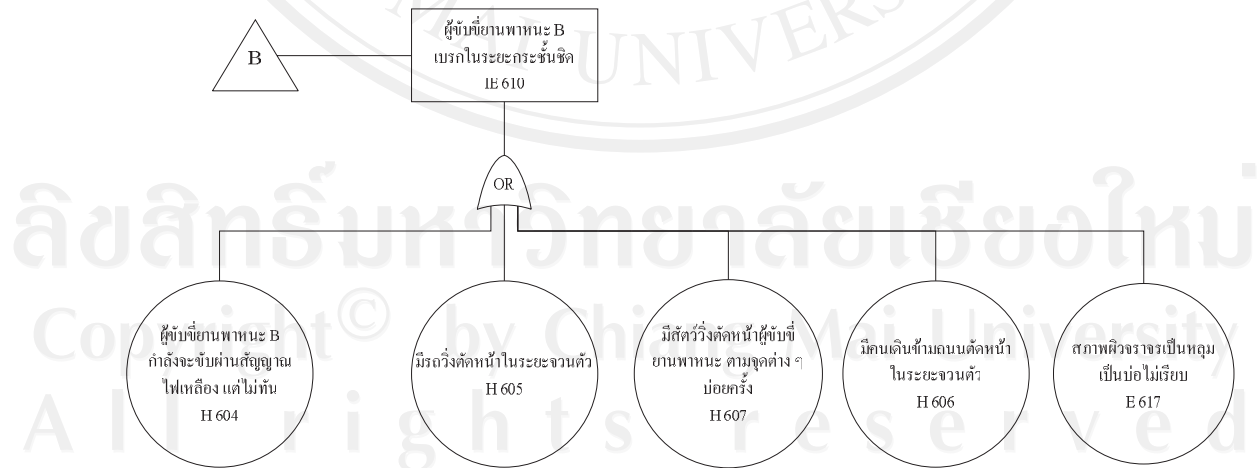 MAI UNIVERS
B
ผู้ขับขี่ยานพาหนะ B
เบรกในระยะกระชั้นชิด
IE 610
OR
ลิขสิทธิ์มหาวิทยาลัยเชียงใหม่
Copyright© by Chiang Mai University
All rights reserved
ผู้ขับขี่ยานพาหนะ B
กำลังจะขับผ่านสัญญาณ
ไฟเหลือง แต่ไม่ทัน
H 604
มีรถวิ่งตัดหน้าในระยะจวนตัว
H 605
มีสัตว์วิ่งตัดหน้าผู้ขับขี่
ยานพาหนะ ตามจุดต่าง ๆ
บ่อยครั้ง
H 607
มีคนเดินข้ามถนนตัดหน้า
ในระยะจวนตัว
H 606
สภาพผิวจราจรเป็นหลุม
เป็นบ่อไม่เรียบ
E 617